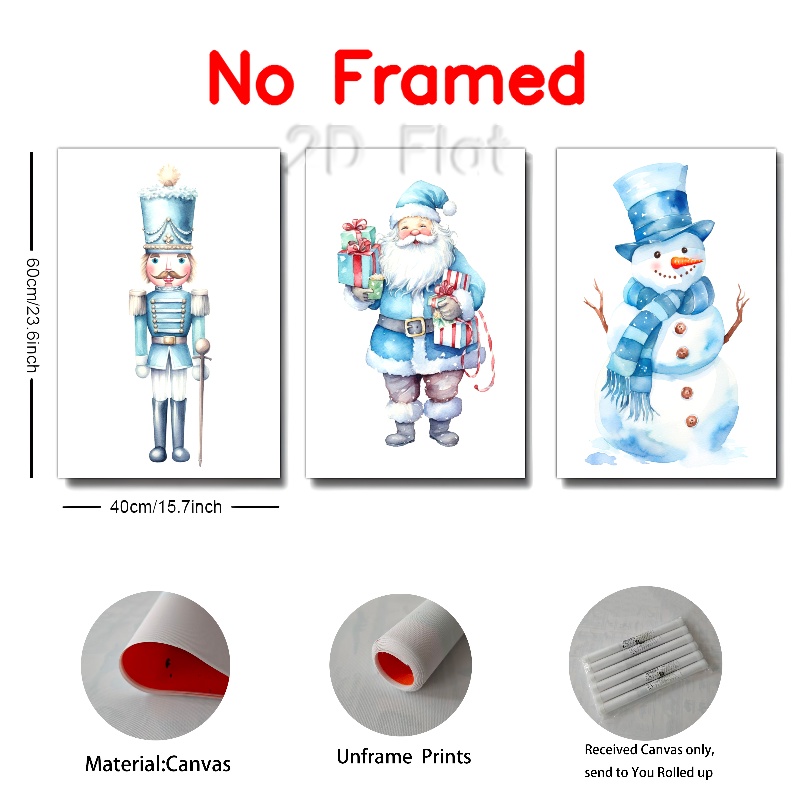 No Framed
2D Flat
60cm/23.6inch
40cm/15.7inch
Material:Canvas
Unframe Prints
Received Canvas only,
send to You Rolled up